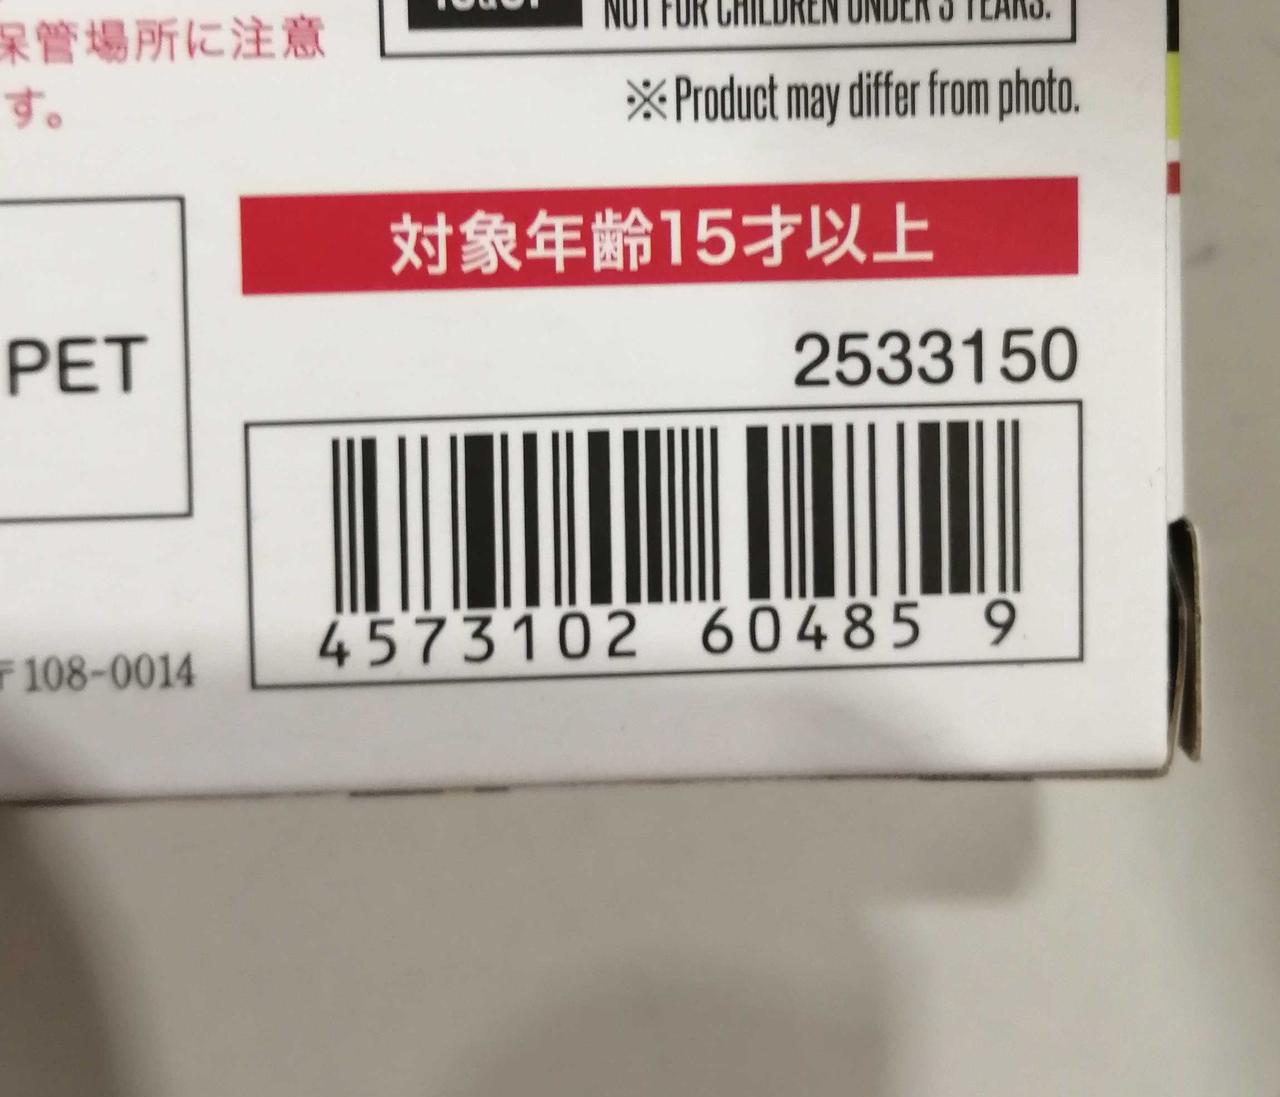 NOT FOR CHILDREN UNDER 3 YEARS.
保管場所に注意
す。
※Product may differ from photo.
対象年齢15才以上
2533150
PET
4573102 60485 9
〒108-0014